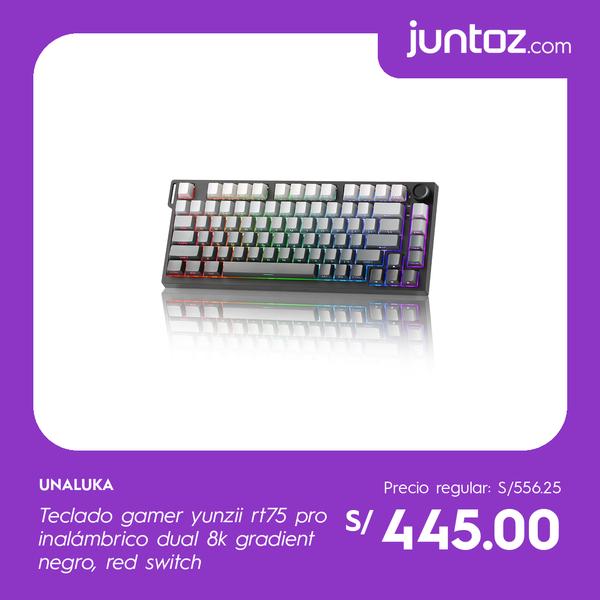 juntoz.com
UNALUKA
Teclado gamer yunzii rt75 pro
inalámbrico dual 8k gradient
negro, red switch
Precio regular: S/556.25
S/ 445.00